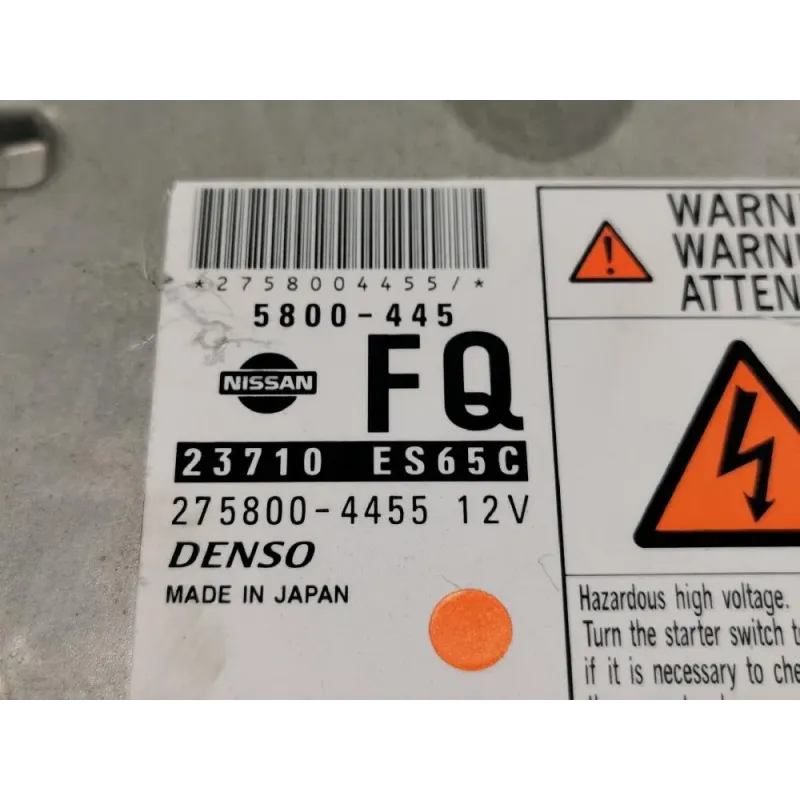 *2758004455/*
5800-445
NISSAN
FQ
23710 ES65C
275800-4455 12V
DENSO
MADE IN JAPAN
Hazardous high voltage.
Turn the starter switch
if it is necessary to